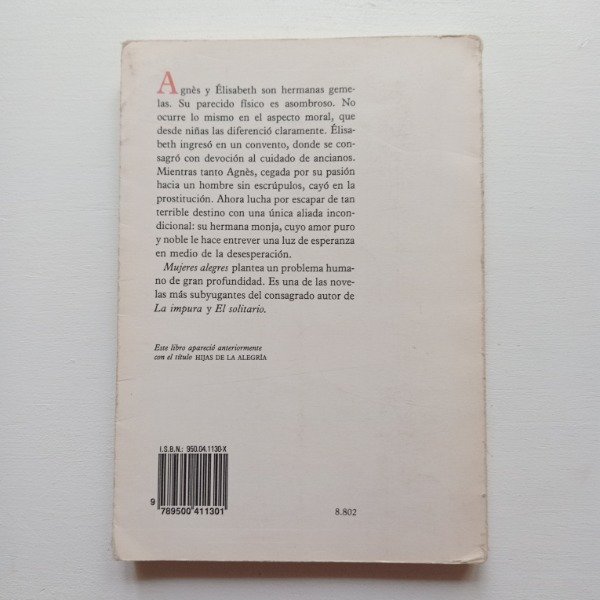 Agnès y Élisabeth son hermanas geme-
las. Su parecido físico es asombroso. No
ocurre lo mismo en el aspecto moral, que
desde niñas las diferenció claramente. Élisa-
beth ingresó en un convento, donde se con-
sagró con devoción al cuidado de ancianos.
Mientras tanto Agnès, cegada por su pasión
hacia un hombre sin escrúpulos, cayó en la
prostitución. Ahora lucha por escapar de tan
terrible destino con una única aliada incon-
dicional: su hermana monja, cuyo amor puro
y noble le hace entrever una luz de esperanza
en medio de la desesperación.
Mujeres alegres plantea un problema huma-
no de gran profundidad. Es una de las nove-
las más subyugantes del consagrado autor de
La impura y El solitario.
Este libro apareció anteriormente
con el título HIJAS DE LA ALEGRÍA
I.S.B.N.: 950.04.1130-X
9 789500 411301
8.802